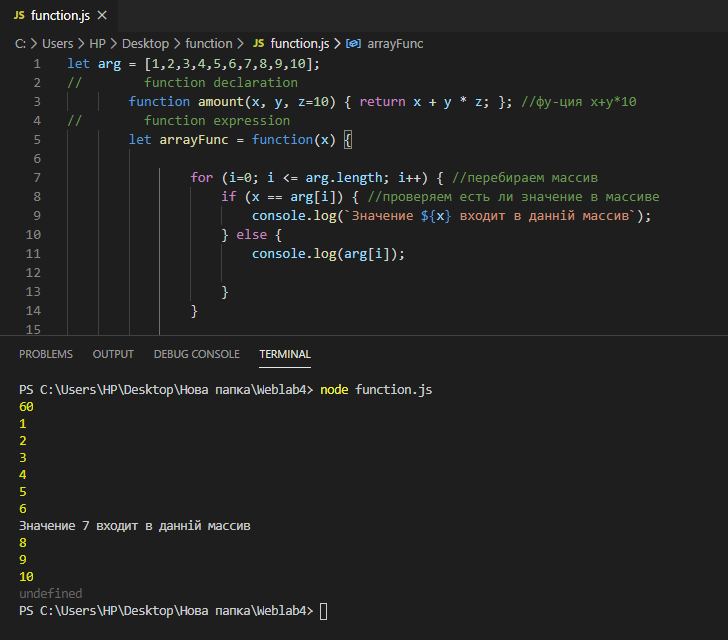 JS function.js ×
C: > Users > HP > Desktop > function > JS function.js > arrayFunc
1 let arg = [1,2,3,4,5,6,7,8,9,10];
2 // function declaration
3 function amount(x, y, z=10) { return x + y * z; }; //фу-ция x+y*10
4 // function expression
5 let arrayFunc = function(x) {
6
7 for (i=0; i <= arg.length; i++) { //перебираем массив
8 if (x == arg[i]) { //проверяем есть ли значение в массиве
9 console.log(`Значение ${x} входит в данній массив`);
10 } else {
11 console.log(arg[i]);
12
13 }
14 }
15
PROBLEMS OUTPUT DEBUG CONSOLE TERMINAL
PS C:\Users\HP\Desktop\Нова папка\Weblab4> node function.js
60
1
2
3
4
5
6
Значение 7 входит в данній массив
8
9
10
undefined
PS C:\Users\HP\Desktop\Нова папка\Weblab4>